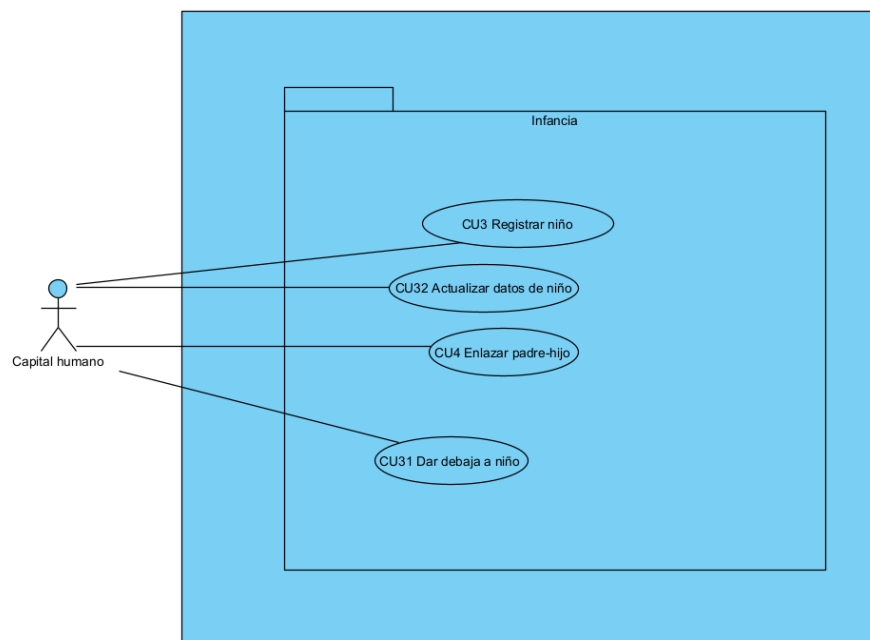 Infancia
CU3 Registrar niño
CU32 Actualizar datos de niño
CU4 Enlazar padre-hijo
Capital humano
CU31 Dar debaja a niño